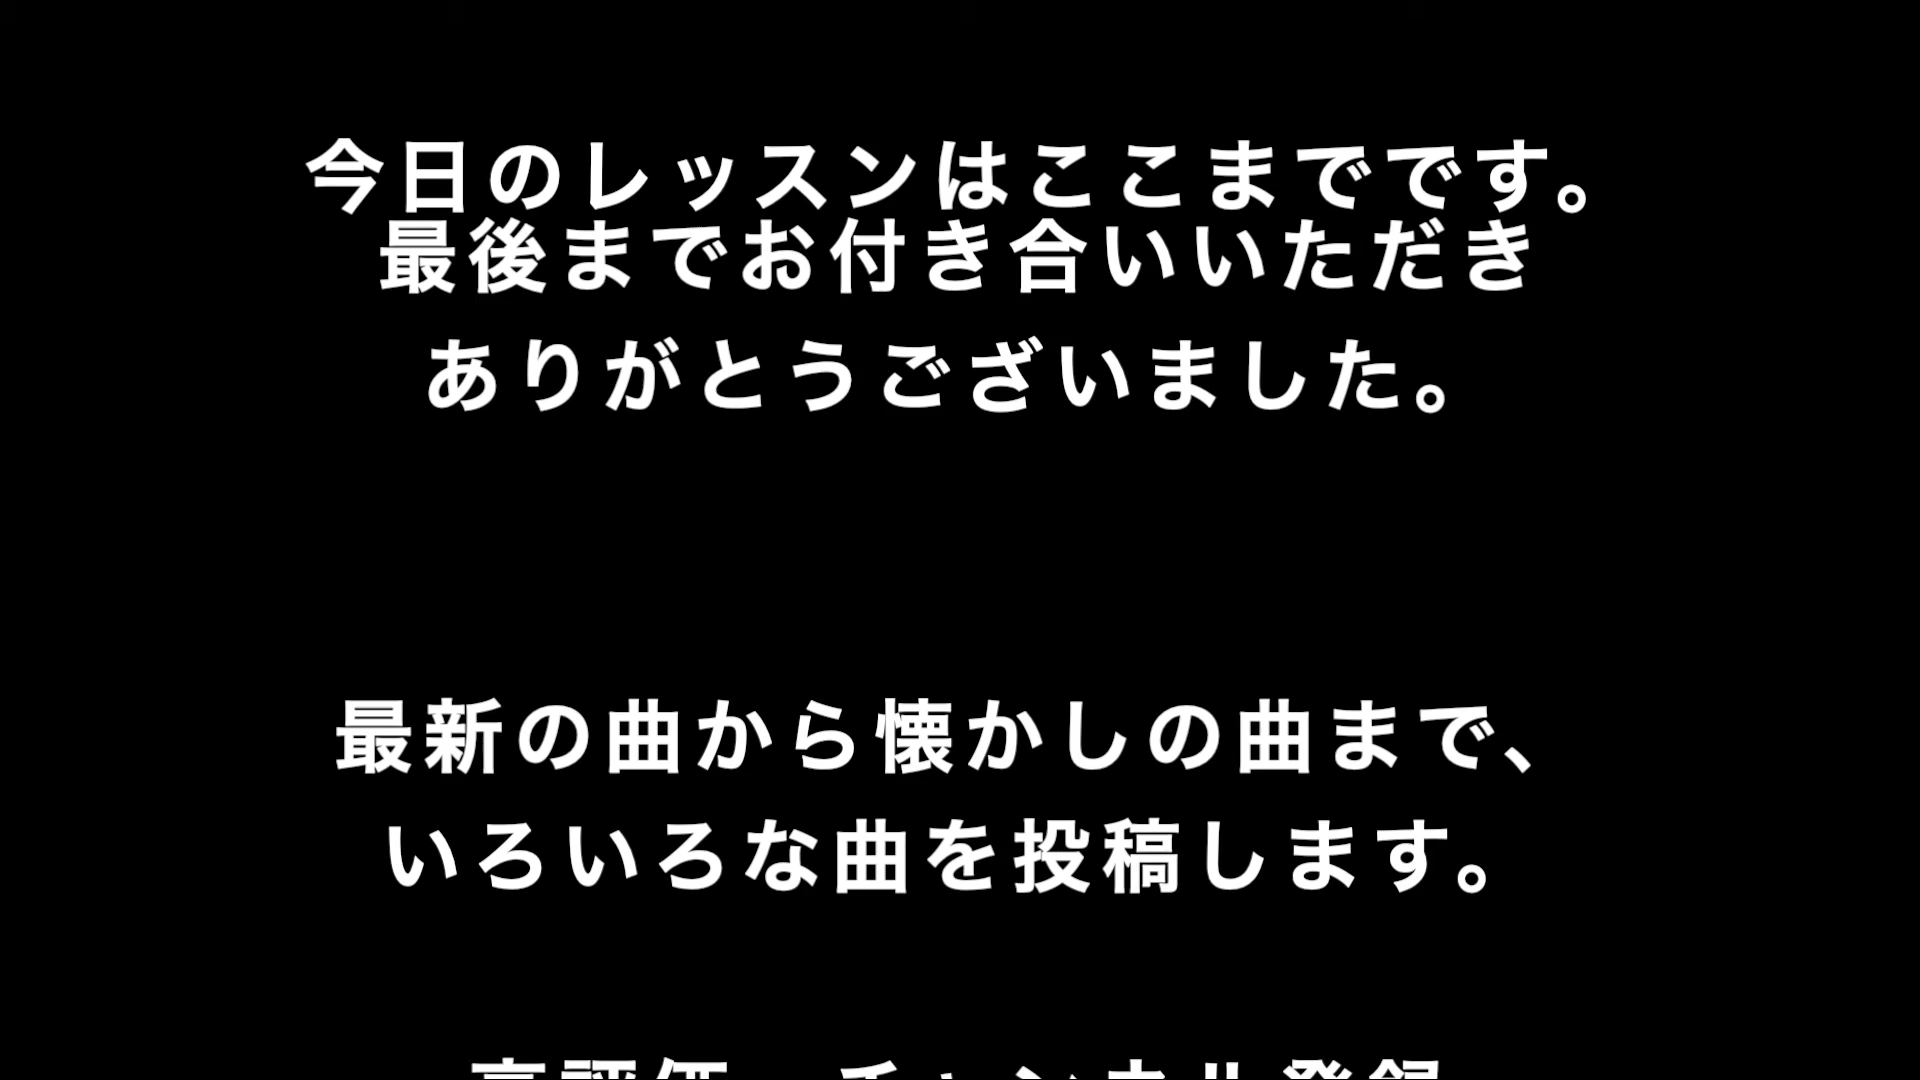 今日のレッスンはここまでです。
最後までお付き合いいただき
ありがとうございました。
最新の曲から懐かしの曲まで、
いろいろな曲を投稿します。